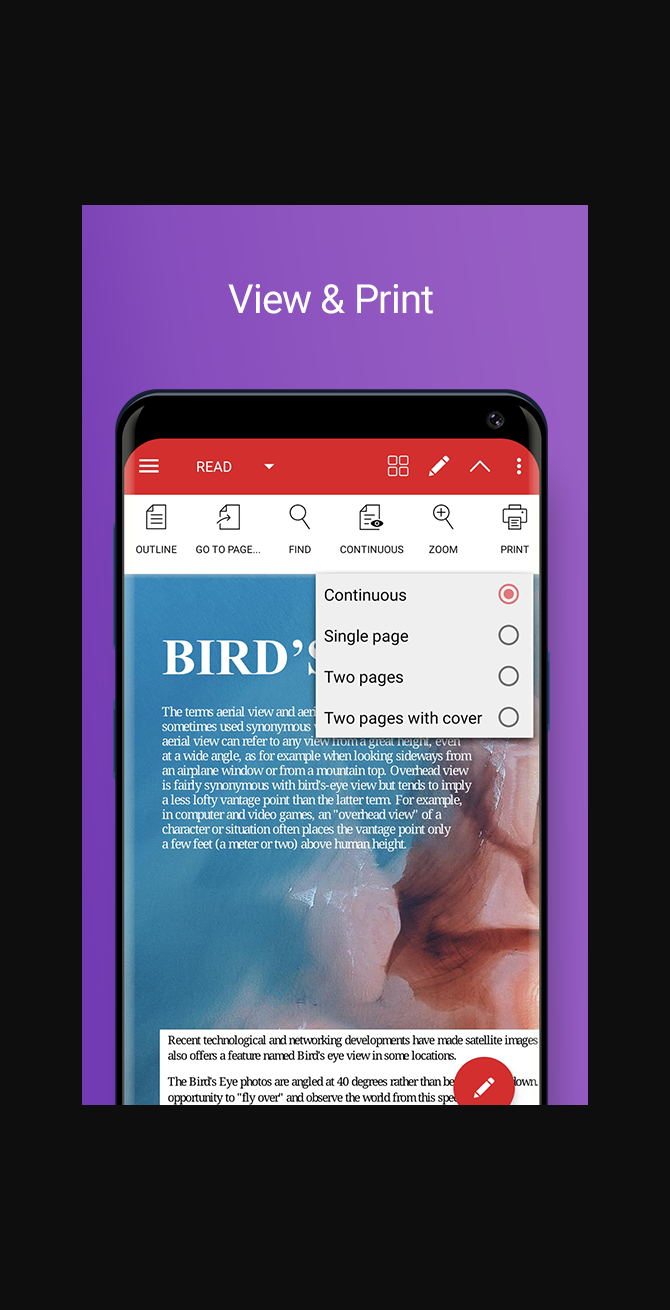 View & Print
READ
OUTLINE GO TO PAGE... FIND CONTINUOUS ZOOM PRINT
Continuous
Single page
Two pages
Two pages with cover
BIRD'S
The terms aerial view and aeri
sometimes used synonymous
aerial view can refer to any view from a great height, even
at a wide angle, as for example when looking sideways from
an airplane window or from a mountain top. Overhead view
is fairly synonymous with bird's-eye view but tends to imply
a less lofty vantage point than the latter term. For example,
in computer and video games, an "overhead view" of a
character or situation often places the vantage point only
a few feet (a meter or two) above human height.
Recent technological and networking developments have made satellite images
also offers a feature named Bird's eye view in some locations.
The Bird's Eye photos are angled at 40 degrees rather than be down.
opportunity to "fly over" and observe the world from this spe